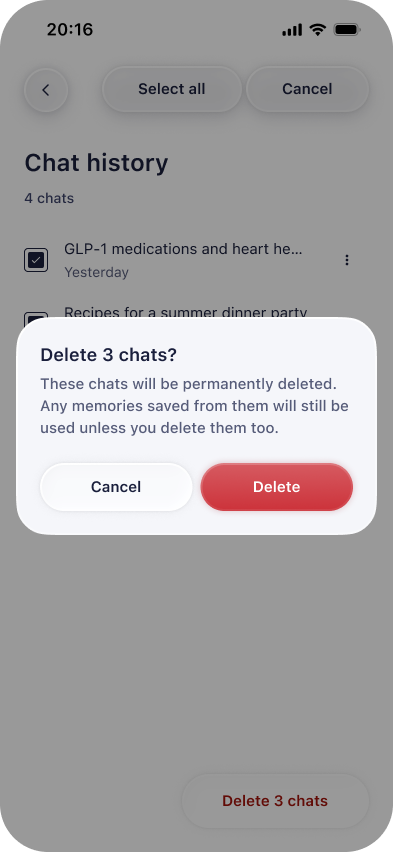 20:16
Select all
Cancel
Chat history
4 chats
GLP-1 medications and heart he...
Yesterday
Recipes for a summer dinner party
Delete 3 chats?
These chats will be permanently deleted.
Any memories saved from them will still be
used unless you delete them too.
Cancel
Delete
Delete 3 chats